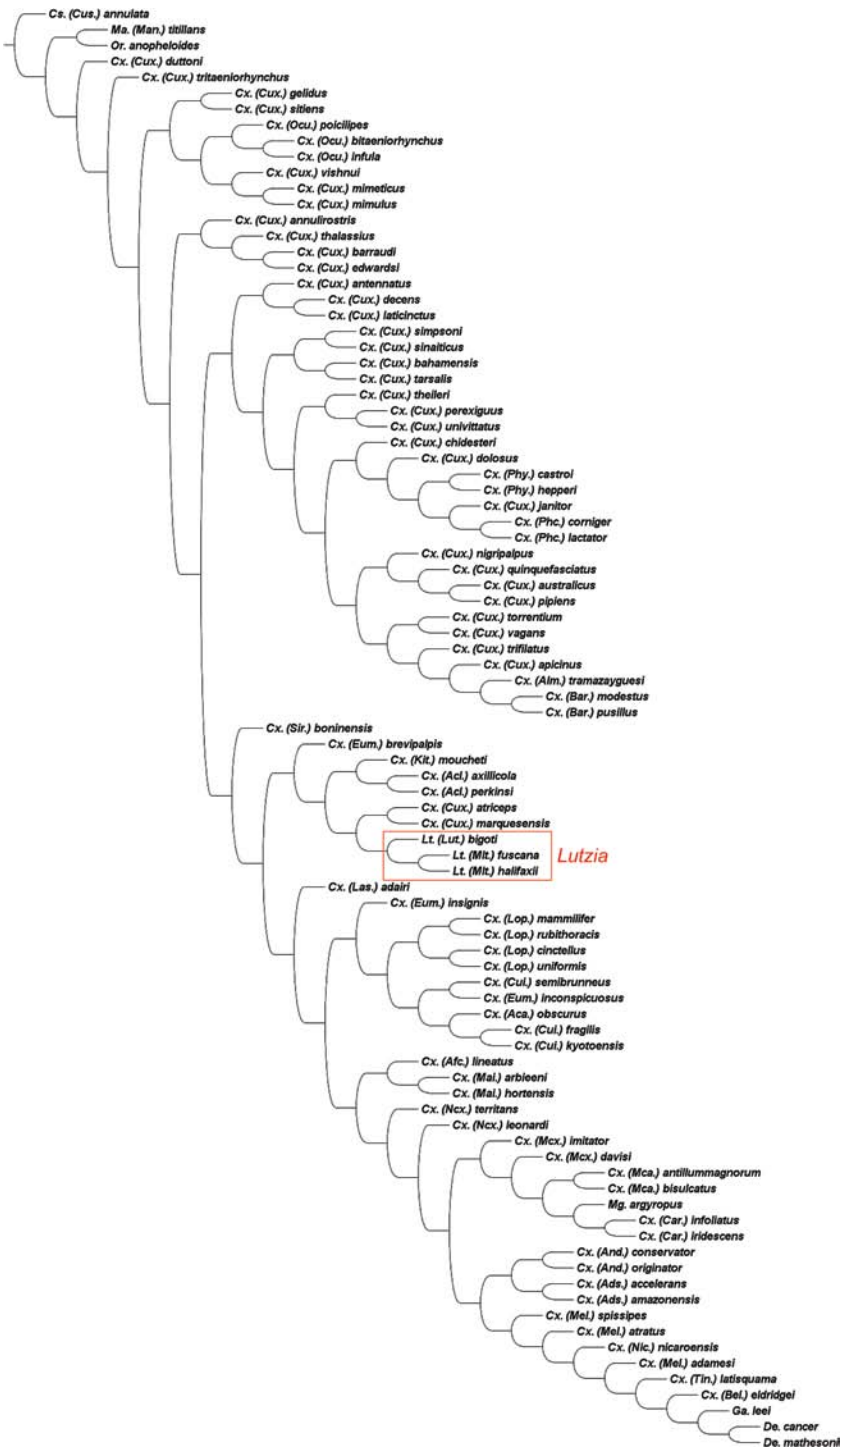 Cs. (Cus.) annulata
Ma. (Man.) titillans
Or. anopheloides
Cx. (Cux.) duttoni
Cx. (Cux.) tritaeniorhynchus
Cx. (Cux.) gelidus
Cx. (Cux.) sitiens
Cx. (Ocu.) poicilipes
Cx. (Ocu.) bitaeniorhynchus
Cx. (Ocu.) infula
Cx. (Cux.) vishnui
Cx. (Cux.) mimeticus
Cx. (Cux.) mimulus
Cx. (Cux.) annulirostris
Cx. (Cux.) thalassius
Cx. (Cux.) barraudi
Cx. (Cux.) edwardsi
Cx. (Cux.) antennatus
Cx. (Cux.) decens
Cx. (Cux.) laticinctus
Cx. (Cux.) simpsoni
Cx. (Cux.) sinaiticus
Cx. (Cux.) bahamensis
Cx. (Cux.) tarsalis
Cx. (Cux.) theileri
Cx. (Cux.) perexiguus
Cx. (Cux.) univittatus
Cx. (Cux.) chidesteri
Cx. (Cux.) dolosus
Cx. (Phy.) castroi
Cx. (Phy.) hepperi
Cx. (Cux.) janitor
Cx. (Phc.) corniger
Cx. (Phc.) lactator
Cx. (Cux.) nigripalpus
Cx. (Cux.) quinquefasciatus
Cx. (Cux.) australicus
Cx. (Cux.) pipiens
Cx. (Cux.) torrentium
Cx. (Cux.) vagans
Cx. (Cux.) trifilatus
Cx. (Cux.) apicinus
Cx. (Alm.) tramazayguesi
Cx. (Bar.) modestus
Cx. (Bar.) pusillus
Cx. (Sir.) boninensis
Cx. (Eum.) brevipalpis
Cx. (Kit.) moucheti
Cx. (Acl.) axillicola
Cx. (Acl.) perkinsi
Cx. (Cux.) atriceps
Cx. (Cux.) marquesensis
Lt. (Lut.) bigoti
Lt. (Mlt.) fuscana
Lutzia
Lt. (Mlt.) halifaxii
Cx. (Las.) adairi
Cx. (Eum.) insignis
Cx. (Lop.) mammilifer
Cx. (Lop.) rubithoracis
Cx. (Lop.) cinctellus
Cx. (Lop.) uniformis
Cx. (Cul.) semibrunneus
Cx. (Eum.) inconspicuosus
Cx. (Aca.) obscurus
Cx. (Cui.) fragilis
Cx. (Cui.) kyotoensis
Cx. (Afc.) lineatus
Cx. (Mai.) arbieeni
Cx. (Mai.) hortensis
Cx. (Ncx.) territans
Cx. (Ncx.) leonardi
Cx. (Mcx.) imitator
Cx. (Mcx.) davisi
Cx. (Mca.) antillummagnorum
Cx. (Mca.) bisulcatus
Mg. argyropus
Cx. (Car.) infoliatus
Cx. (Car.) iridescens
Cx. (And.) conservator
Cx. (And.) originator
Cx. (Ads.) accelerans
Cx. (Ads.) amazonensis
Cx. (Mel.) spissipes
Cx. (Mel.) atratus
Cx. (Nic.) nicaroensis
Cx. (Mel.) adamesi
Cx. (Tin.) latisquama
Cx. (Bel.) eldridgei
Ga. leei
De. cancer
De. mathesoni